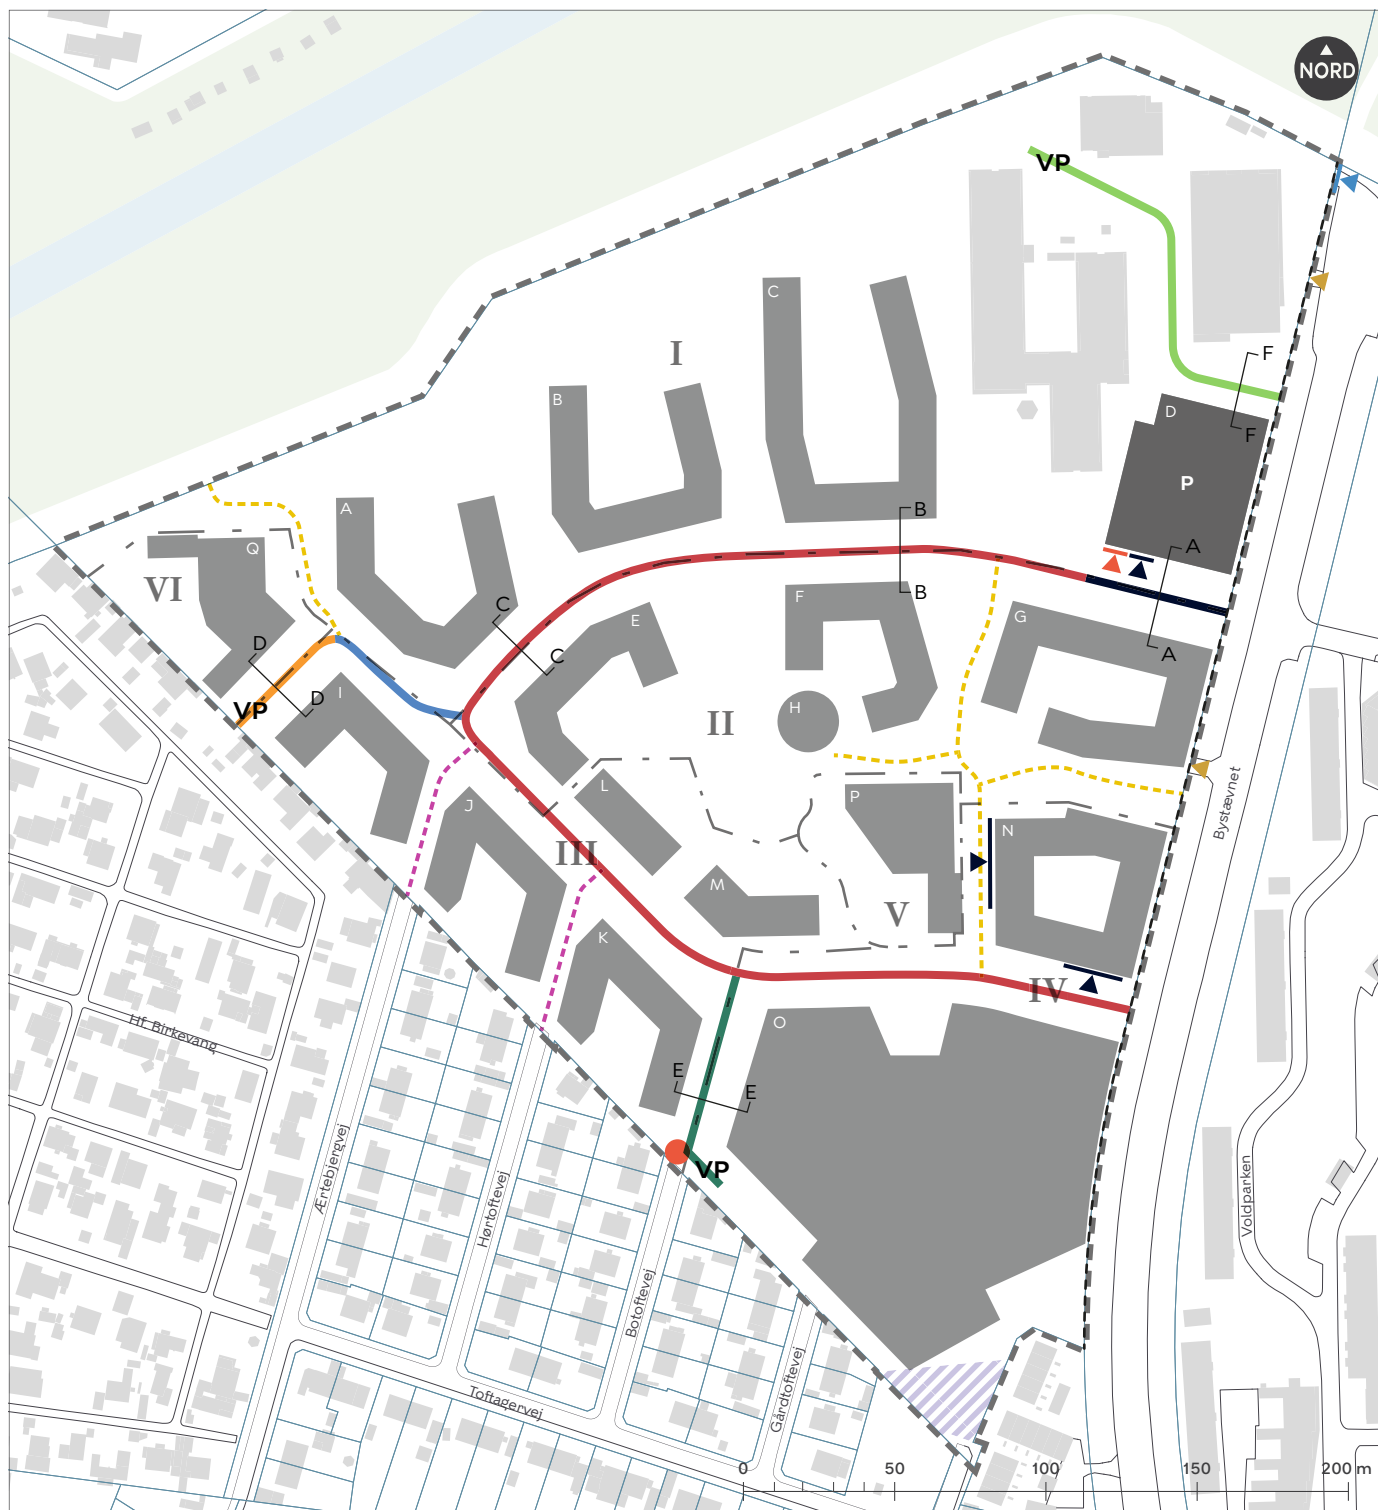 NORD
VP
C
I
F
B
D
F
P
A
B
A
Q
VI
F
B
C
E
G
A
D
C
I
D
VP
H
II
L
P
J
N
III
M
V
K
IV
O
Bystævnet
Hf. Birkevang
E
E
VP
Ærtebjergvej
Hørtoftevej
Voldparken
Botoftevej
Gårdtoftevej
Toftagervej
0 50 100 150 200 m